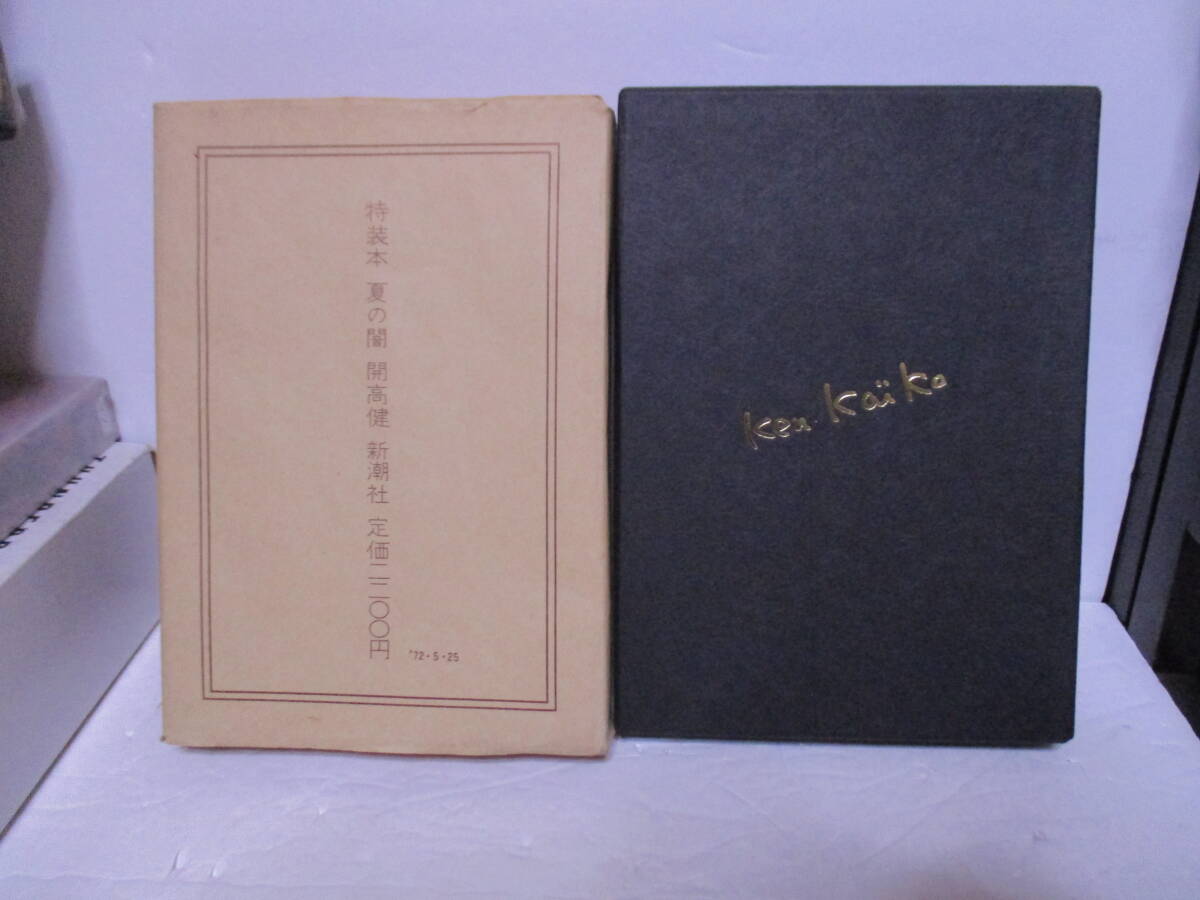 特装本 夏の闇 開高健 新潮社 定価二二〇〇円
'72・5・25
Ken Kaïko